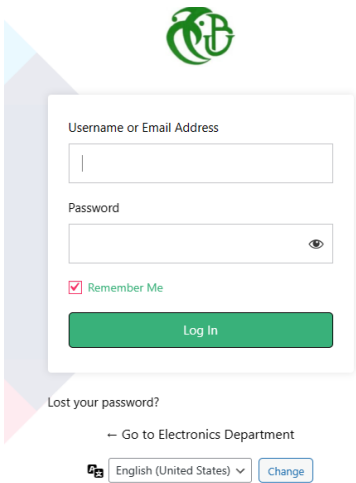 Username or Email Address
Password
Remember Me
Log In
Lost your password?
← Go to Electronics Department
English (United States)
Change